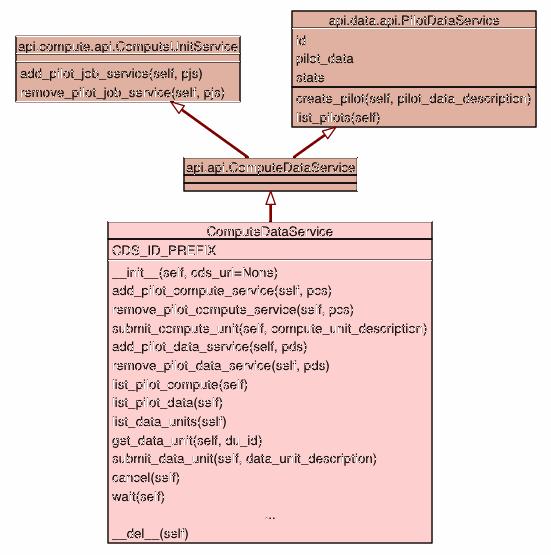 api.compute.api.ComputeUnitService
add_pilot_job_service(self, pjs)
remove_pilot_job_service(self, pjs)
api.data.api.PilotDataService
id
pilot_data
state
create_pilot(self, pilot_data_description)
list_pilots(self)
api.api.ComputeDataService
ComputeDataService
CDS_ID_PREFIX
__init__(self, cds_url=None)
add_pilot_compute_service(self, pcs)
remove_pilot_compute_service(self, pcs)
submit_compute_unit(self, compute_unit_description)
add_pilot_data_service(self, pds)
remove_pilot_data_service(self, pds)
list_pilot_compute(self)
list_pilot_data(self)
list_data_units(self)
get_data_unit(self, du_id)
submit_data_unit(self, data_unit_description)
cancel(self)
wait(self)
...
__del__(self)